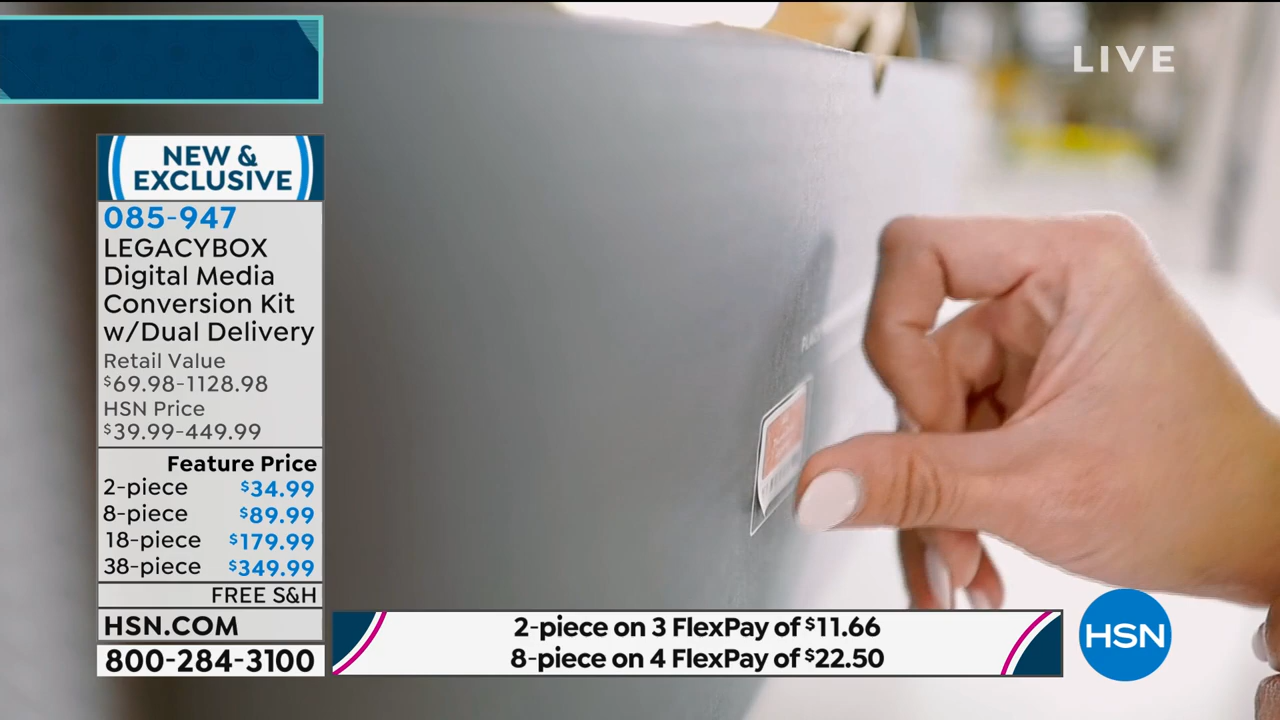 LIVE
NEW &
EXCLUSIVE
085-947
LEGACYBOX
Digital Media
Conversion Kit
w/Dual Delivery
Retail Value
$69.98-1128.98
HSN Price
$39.99-449.99
Feature Price
2-piece $34.99
8-piece $89.99
18-piece $179.99
38-piece $349.99
FREE S&H
HSN.COM
800-284-3100
2-piece on 3 FlexPay of $11.66
8-piece on 4 FlexPay of $22.50
HSN